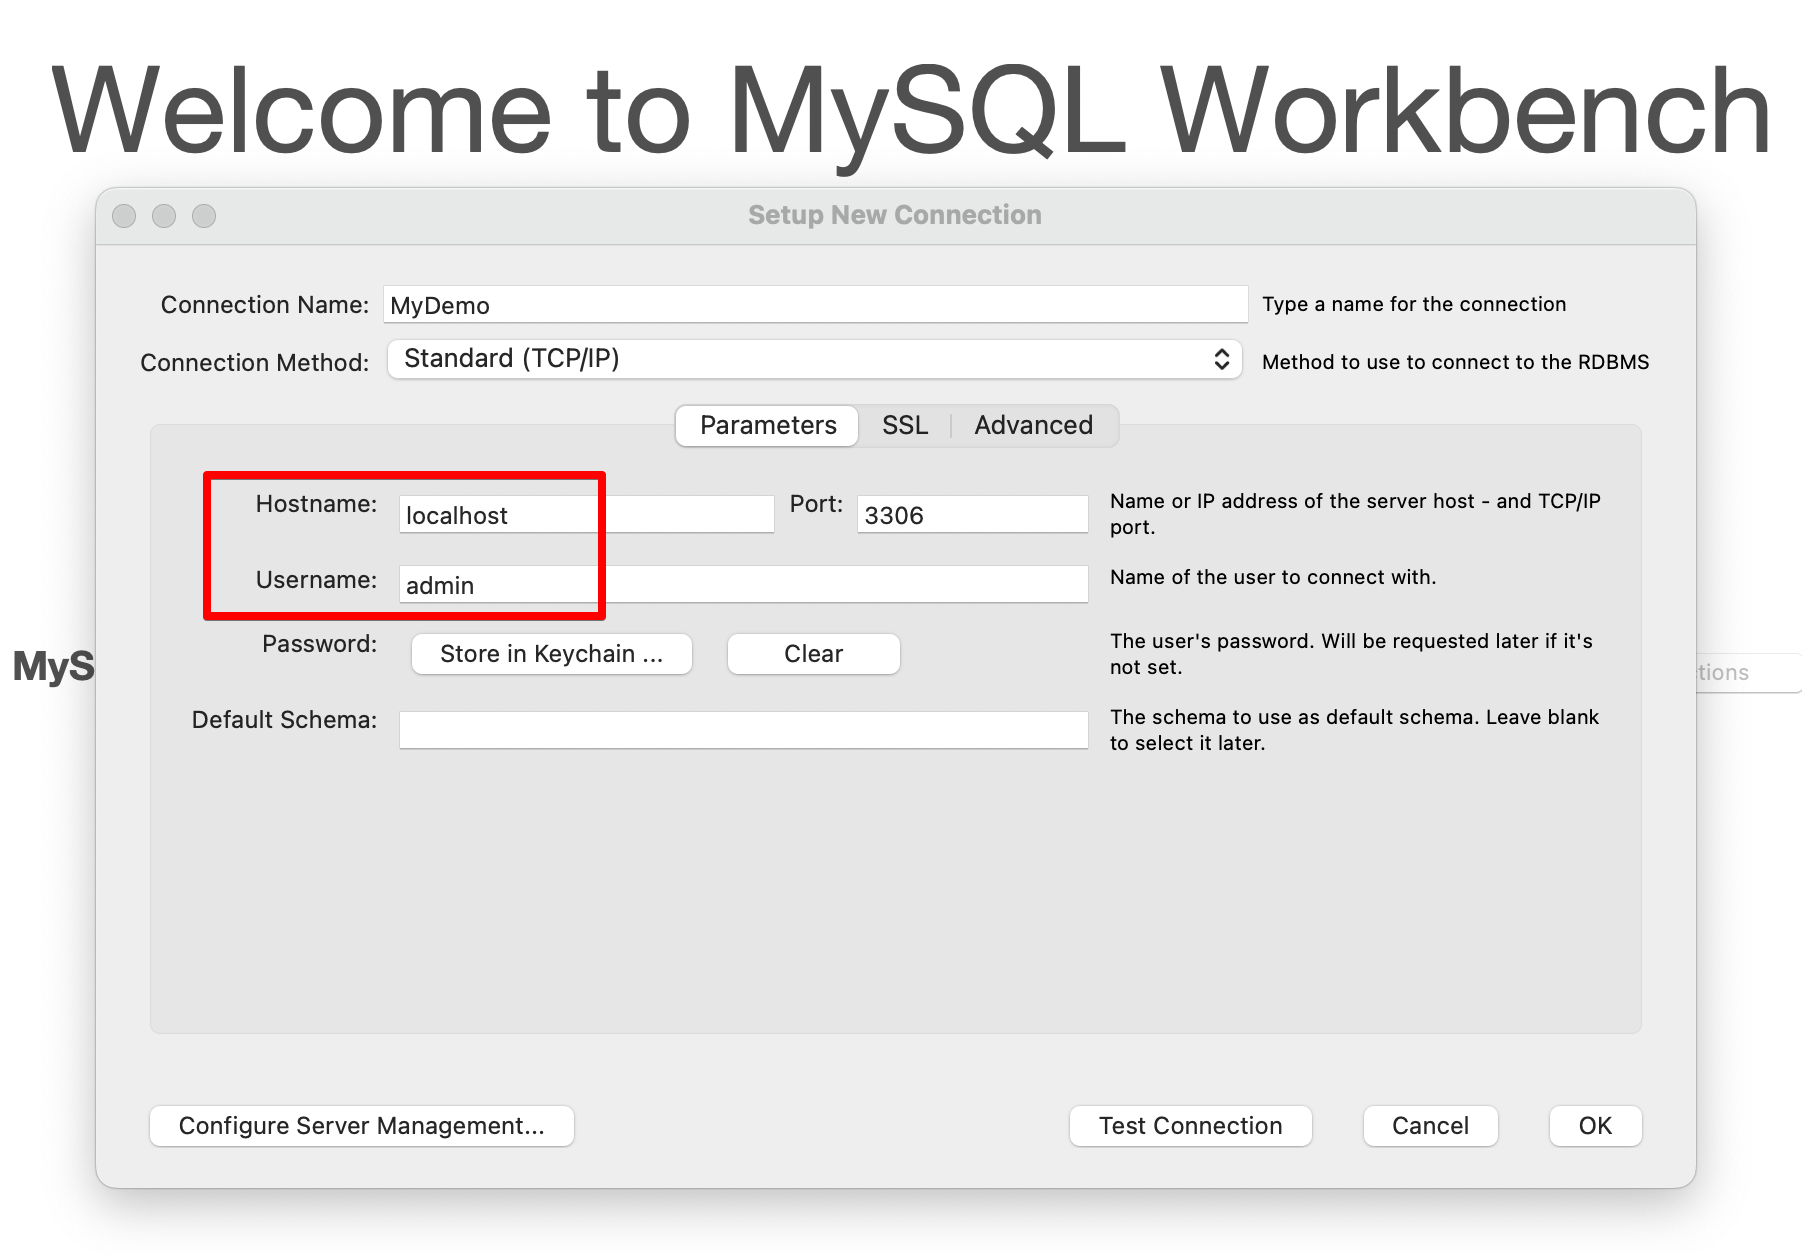 Welcome to MySQL Workbench
Setup New Connection
Connection Name: MyDemo Type a name for the connection
Connection Method: Standard (TCP/IP) Method to use to connect to the RDBMS
Parameters SSL Advanced
Hostname: localhost Port: 3306 Name or IP address of the server host - and TCP/IP
port.
Username: admin Name of the user to connect with.
Password: Store in Keychain ... Clear The user's password. Will be requested later if it's
not set.
MyS
tions
Default Schema: The schema to use as default schema. Leave blank
to select it later.
Configure Server Management... Test Connection Cancel OK